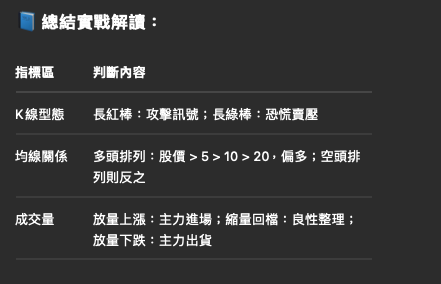 📘 總結實戰解讀：
指標區 判斷內容
K線型態 長紅棒：攻擊訊號；長綠棒：恐慌賣壓
均線關係 多頭排列：股價 > 5 > 10 > 20，偏多；空頭排
列則反之
成交量 放量上漲：主力進場；縮量回檔：良性整理；
放量下跌：主力出貨